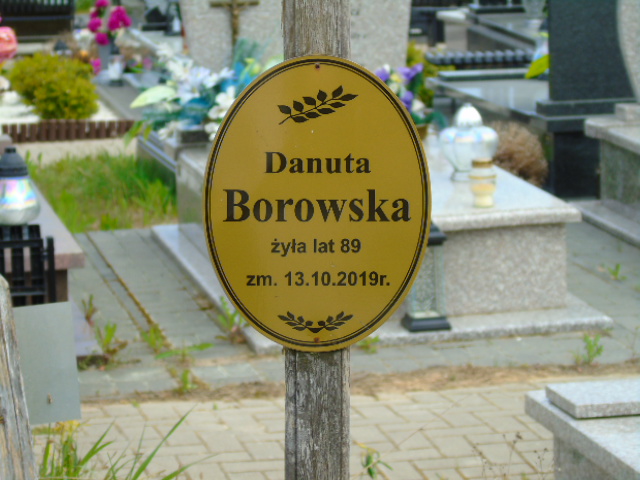 Danuta
Borowska
żyła lat 89
zm. 13.10.2019r.